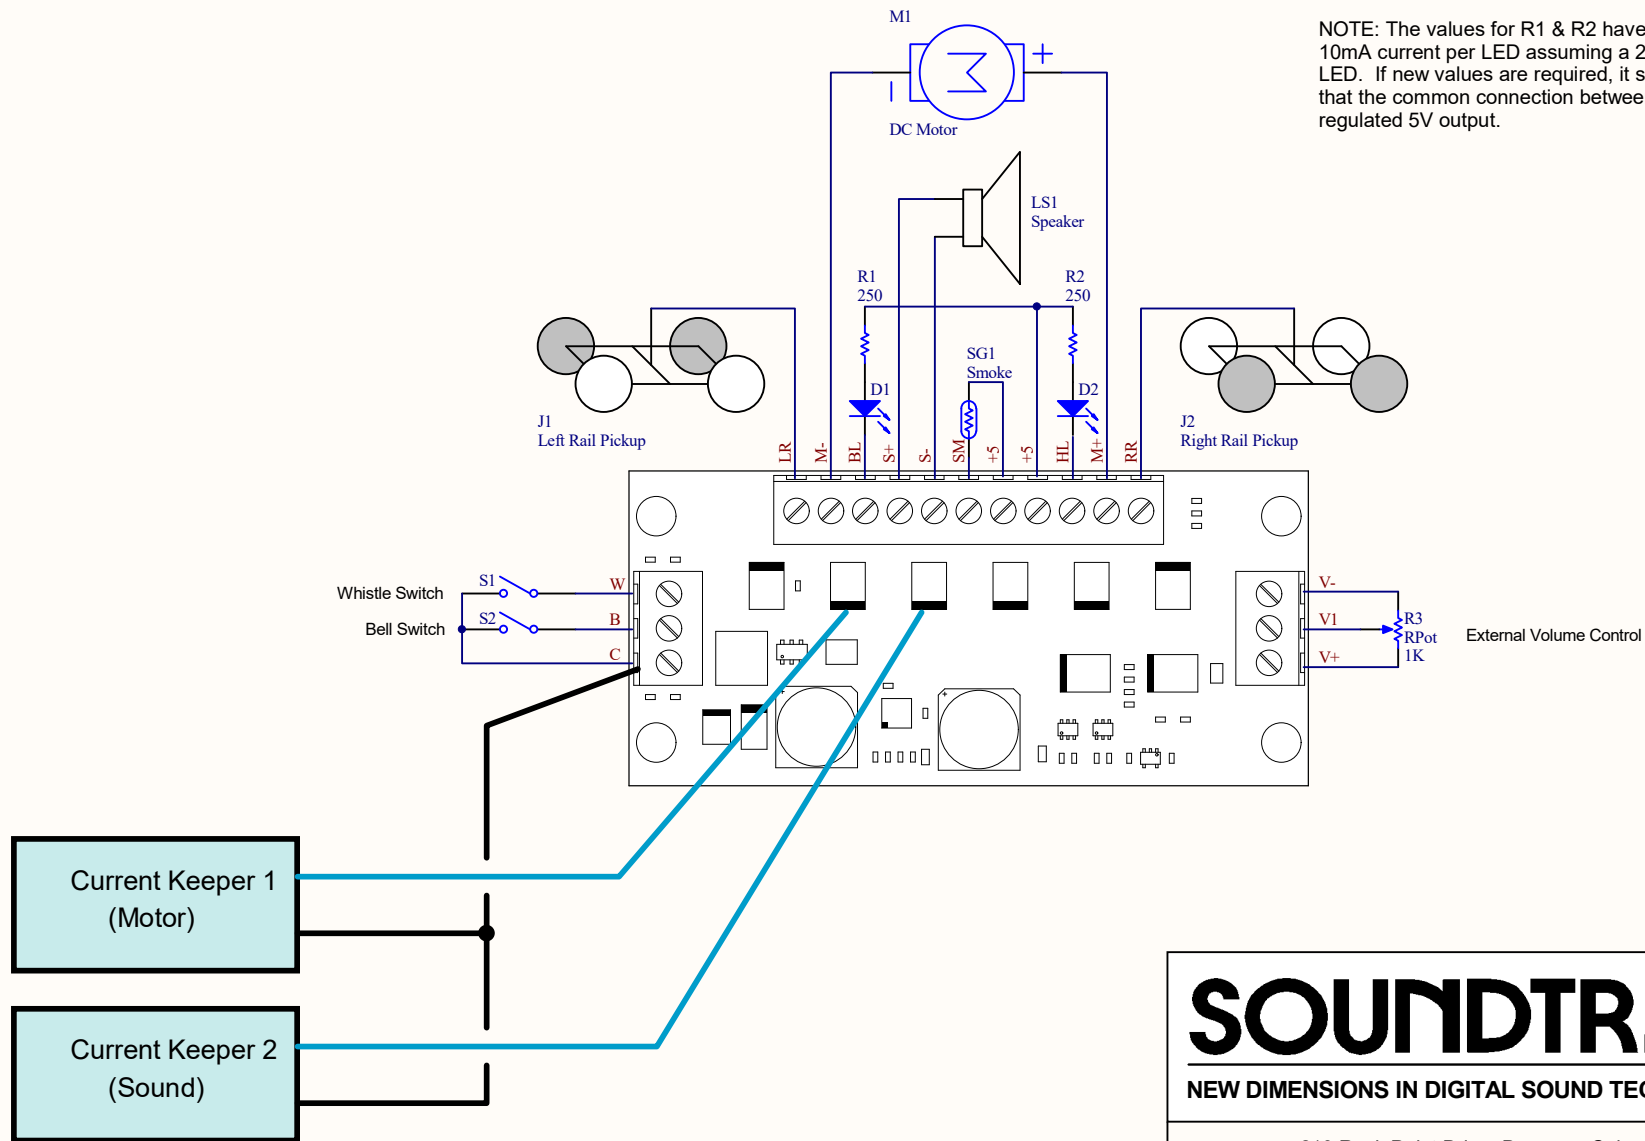 M1
NOTE: The values for R1 & R2 have
10mA current per LED assuming a 2
LED. If new values are required, it s
that the common connection betwee
regulated 5V output.
+
DC Motor
LS1
Speaker
R1
250
R2
250
SG1
Smoke
D1
D2
J1
Left Rail Pickup
J2
Right Rail Pickup
LR
M-
BL
S+
S-
SM
+5
+5
HL
M+
RR
Whistle Switch
S1
W
Bell Switch
S2
B
C
V-
V1
V+
R3
RPot
1K
External Volume Control
Current Keeper 1
(Motor)
Current Keeper 2
(Sound)
SOUNDTR
NEW DIMENSIONS IN DIGITAL SOUND TEC